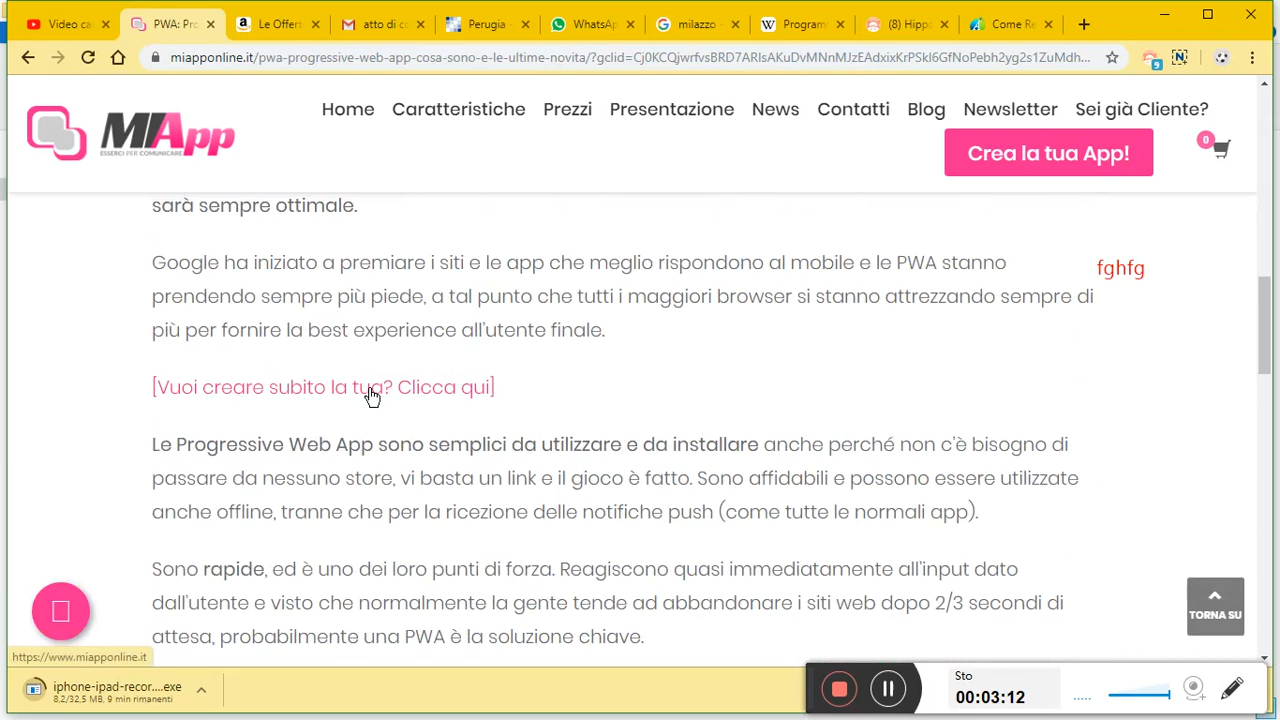 Video ca
PWA: Pro
Le Offert
atto di co
Perugia -
WhatsA
milazzo -
Program
(8) Hippo
Come Re
miapponline.it/pwa-progressive-web-app-cosa-sono-e-le-ultime-novita/?gclid=Cj0KCQjwrfvsBRD7ARIsAKuDvMNnMJzEAdxixKrPSkl6GfNoPebh2yg2s1ZuMdh...
9
MIApp
ESSERCI PER COMUNICARE
Home Caratteristiche Prezzi Presentazione News Contatti Blog Newsletter Sei già Cliente?
Crea la tua App!
0
sarà sempre ottimale.
Google ha iniziato a premiare i siti e le app che meglio rispondono al mobile e le PWA stanno
prendendo sempre più piede, a tal punto che tutti i maggiori browser si stanno attrezzando sempre di
più per fornire la best experience all'utente finale.
fghfg
[Vuoi creare subito la tua? Clicca qui]
Le Progressive Web App sono semplici da utilizzare e da installare anche perché non c'è bisogno di
passare da nessuno store, vi basta un link e il gioco è fatto. Sono affidabili e possono essere utilizzate
anche offline, tranne che per la ricezione delle notifiche push (come tutte le normali app).
Sono rapide, ed è uno dei loro punti di forza. Reagiscono quasi immediatamente all'input dato
dall'utente e visto che normalmente la gente tende ad abbandonare i siti web dopo 2/3 secondi di
attesa, probabilmente una PWA è la soluzione chiave.
TORNA SU
https://www.miapponline.it
iphone-ipad-recor....exe
8,2/32,5 MB, 9 min rimanenti
Sto
00:03:12